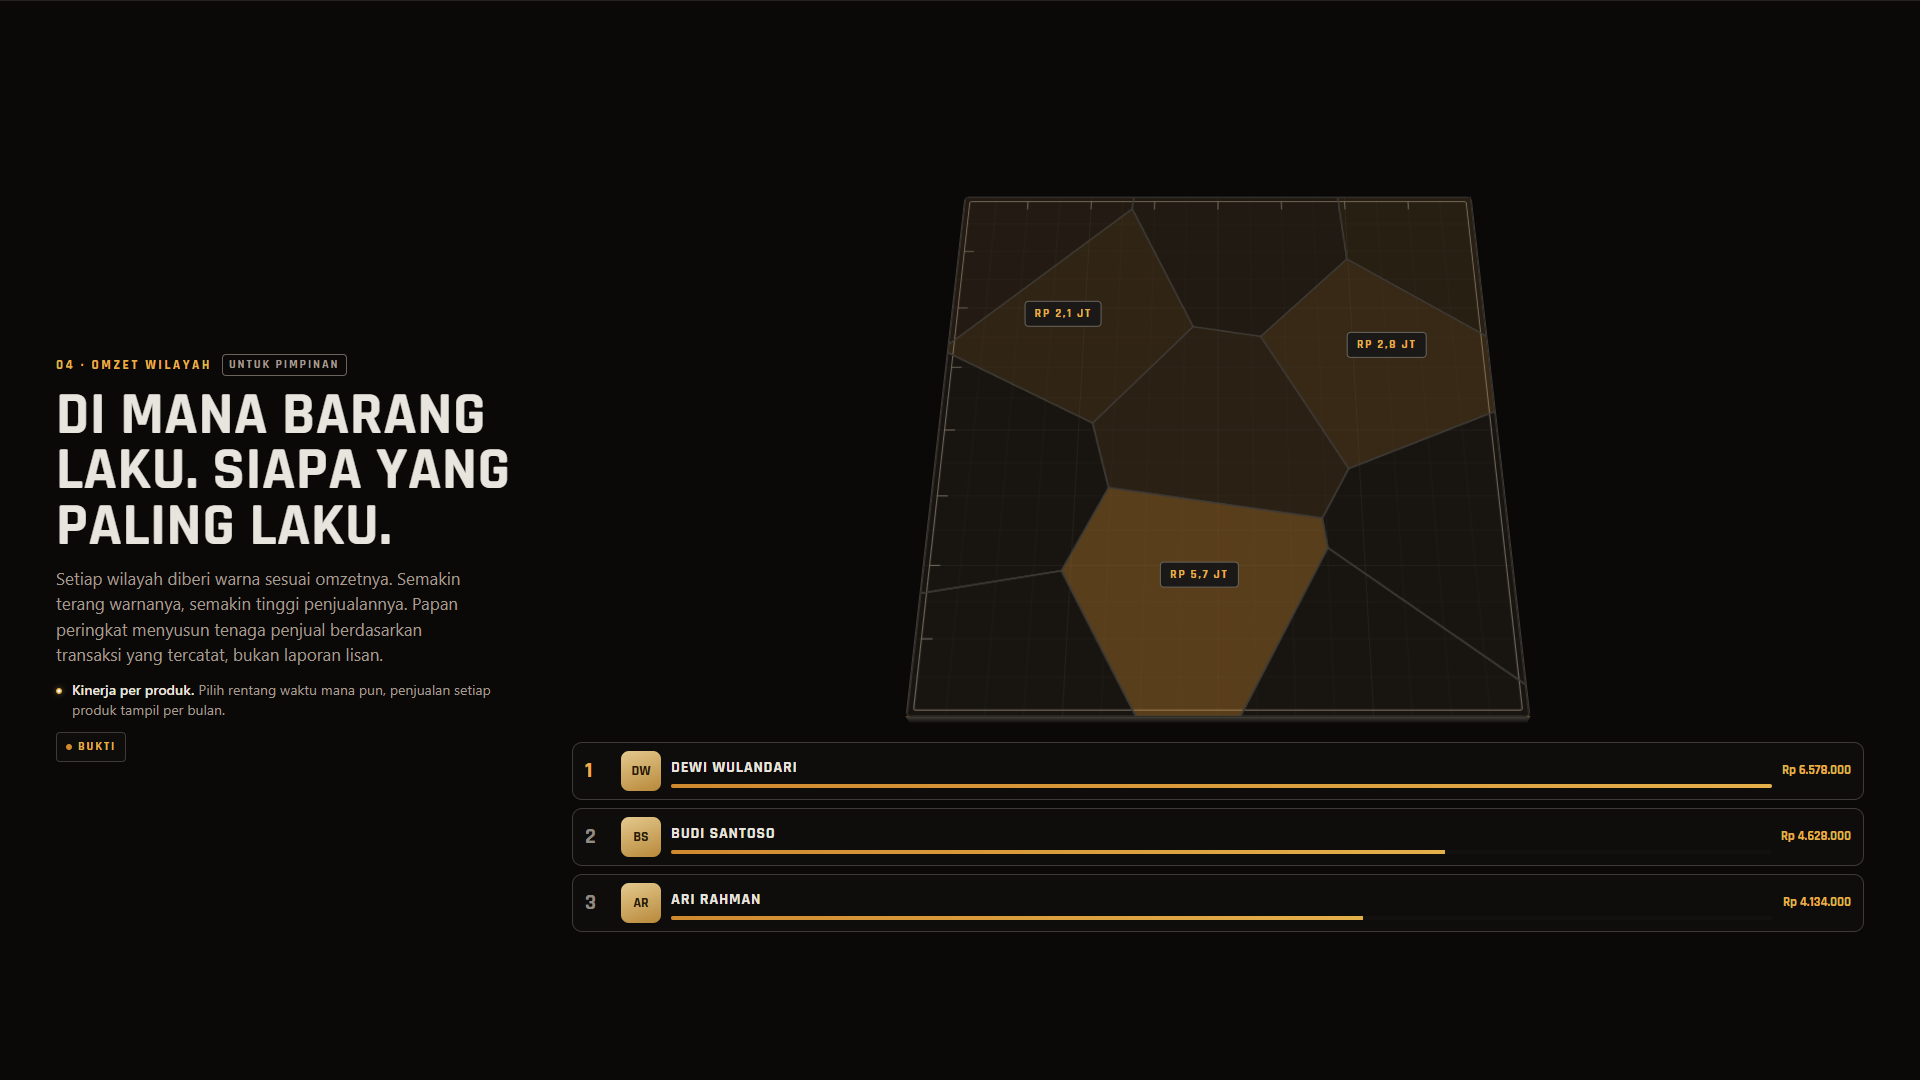 04 · OMZET WILAYAH UNTUK PIMPINAN
DI MANA BARANG
LAKU. SIAPA YANG
PALING LAKU.
Setiap wilayah diberi warna sesuai omzetnya. Semakin
terang warnanya, semakin tinggi penjualannya. Papan
peringkat menyusun tenaga penjual berdasarkan
transaksi yang tercatat, bukan laporan lisan.
Kinerja per produk. Pilih rentang waktu mana pun, penjualan setiap
produk tampil per bulan.
BUKTI
RP 2,1 JT
RP 2,8 JT
RP 5,7 JT
1 DW DEWI WULANDARI Rp 6.578.000
2 BS BUDI SANTOSO Rp 4.628.000
3 AR ARI RAHMAN Rp 4.134.000